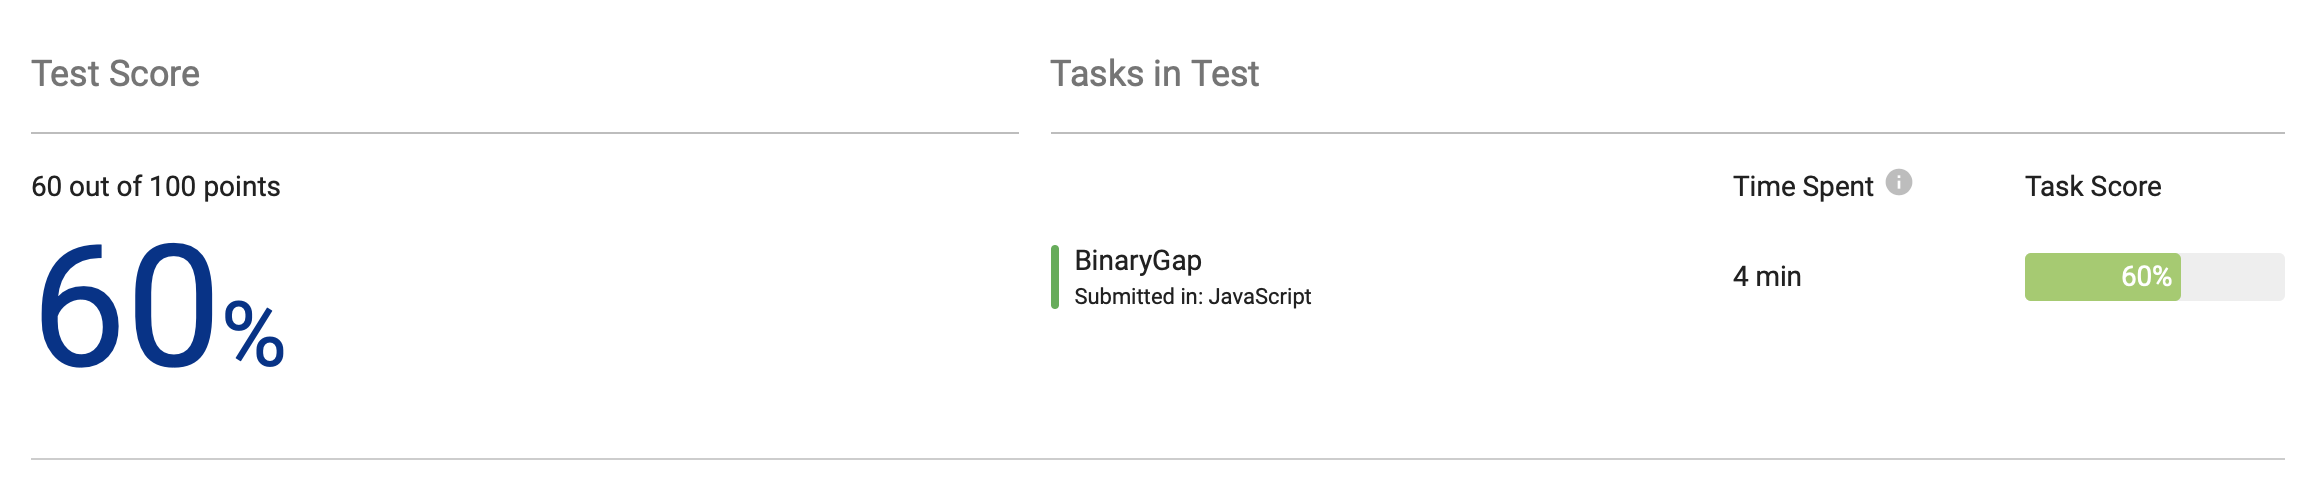 Test Score
60 out of 100 points
60%
Tasks in Test
Time Spent
Task Score
BinaryGap
Submitted in: JavaScript
4 min
60%